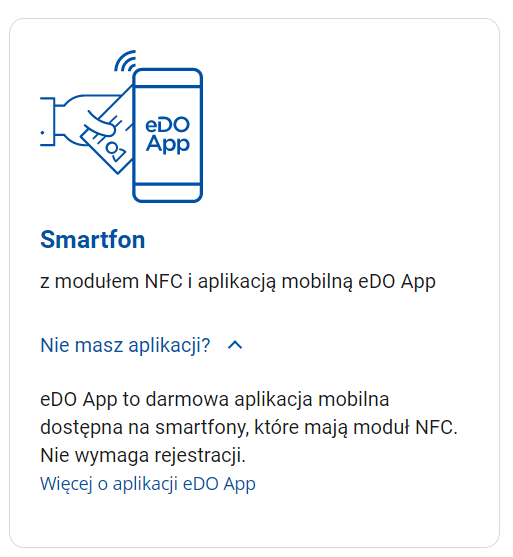 eDO
App
Smartfon
z modułem NFC i aplikacją mobilną eDO App
Nie masz aplikacji?
eDO App to darmowa aplikacja mobilna
dostępna na smartfony, które mają moduł NFC.
Nie wymaga rejestracji.
Więcej o aplikacji eDO App